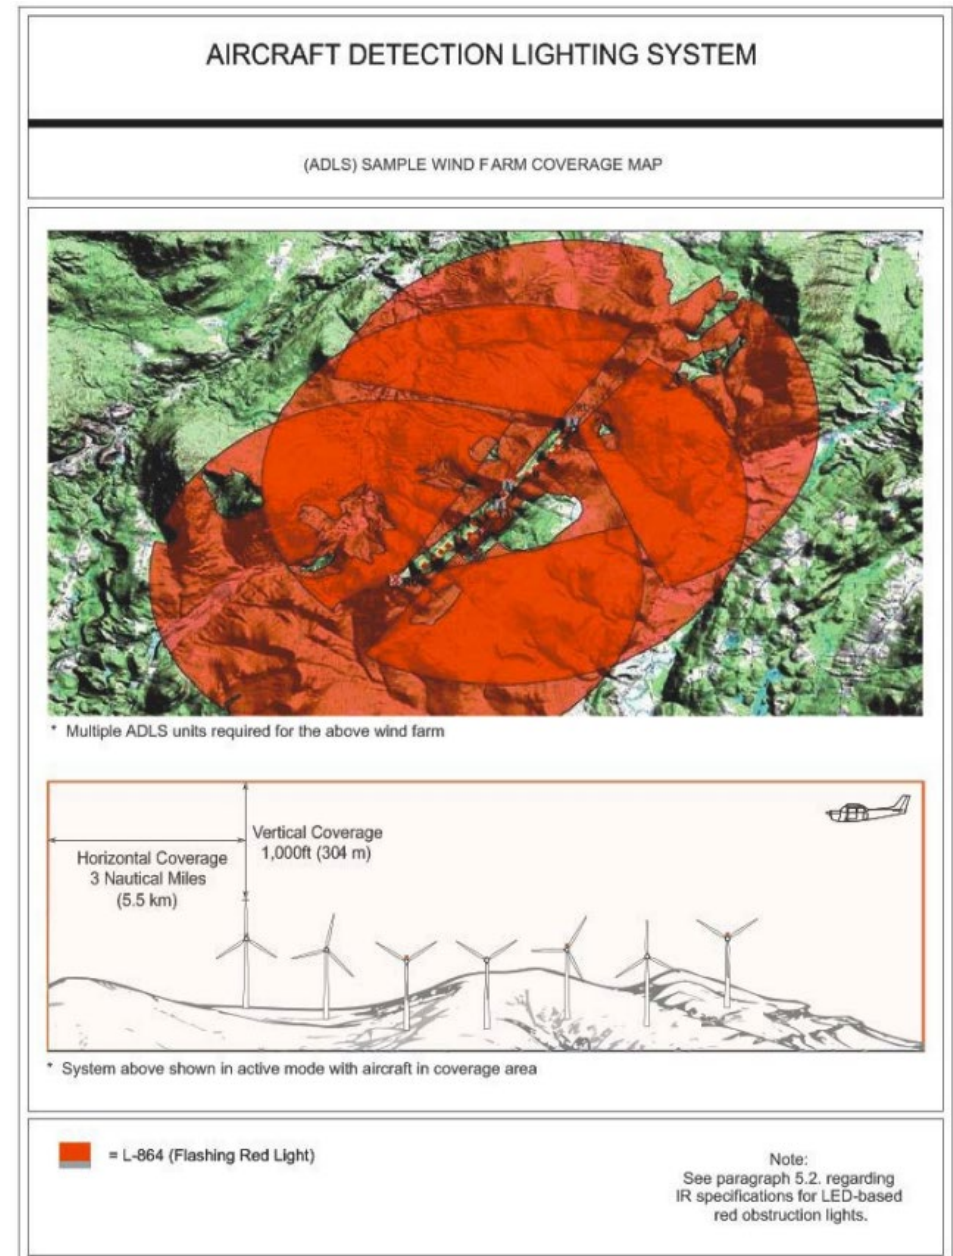 AIRCRAFT DETECTION LIGHTING SYSTEM
(ADLS) SAMPLE WIND FARM COVERAGE MAP
* Multiple ADLS units required for the above wind farm
Vertical Coverage
1,000ft (304 m)
Horizontal Coverage
3 Nautical Miles
(5.5 km)
* System above shown in active mode with aircraft in coverage area
= L-864 (Flashing Red Light)
Note:
See paragraph 5.2. regarding
IR specifications for LED-based
red obstruction lights.